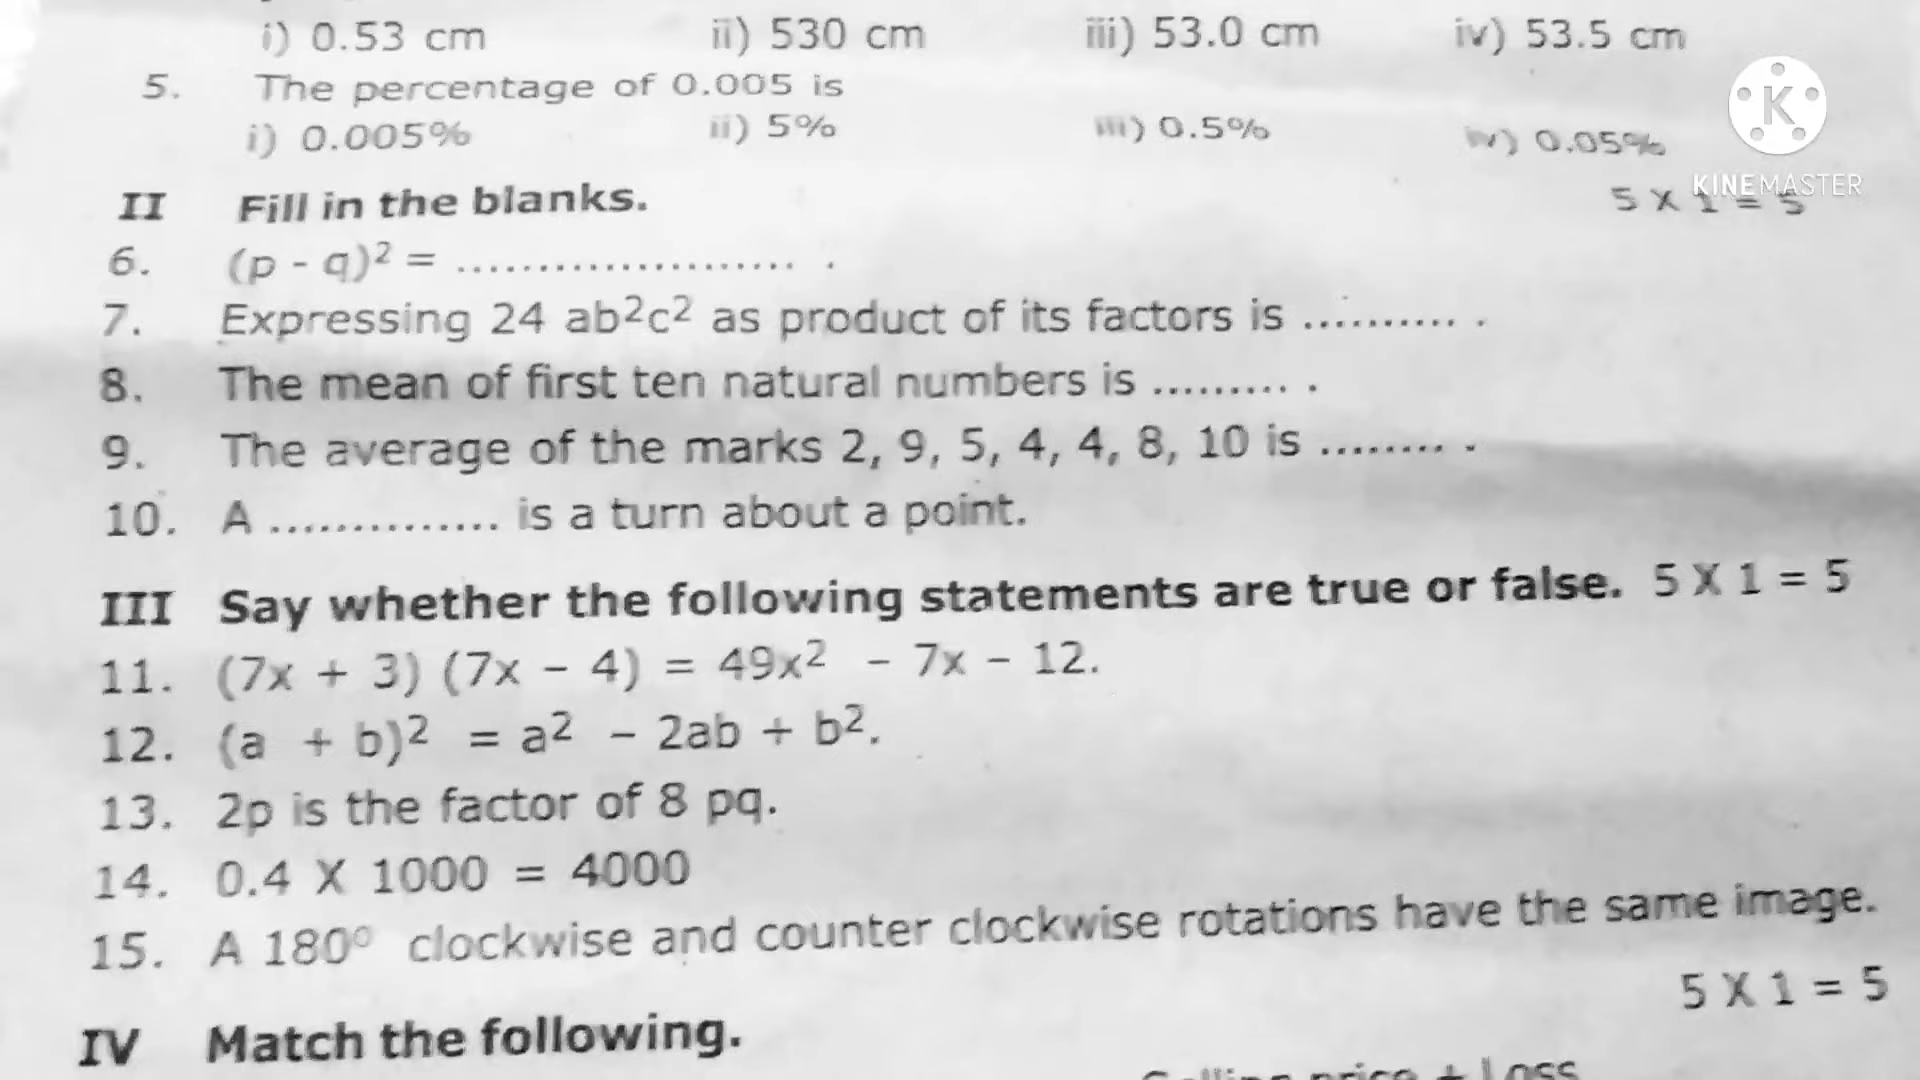 i) 0.53 cm ii) 530 cm iii) 53.0 cm iv) 53.5 cm
5. The percentage of 0.005 is
i) 0.005% ii) 5% iii) 0.5% iv) 0.05%
KINEMASTER
II Fill in the blanks. 5 X 1 = 5
6. (p - q)² = ..................... .
7. Expressing 24 ab²c² as product of its factors is .......... .
8. The mean of first ten natural numbers is ......... .
9. The average of the marks 2, 9, 5, 4, 4, 8, 10 is ........ .
10. A .............. is a turn about a point.
III Say whether the following statements are true or false. 5 X 1 = 5
11. (7x + 3) (7x – 4) = 49x² – 7x – 12.
12. (a + b)² = a² – 2ab + b².
13. 2p is the factor of 8 pq.
14. 0.4 X 1000 = 4000
15. A 180° clockwise and counter clockwise rotations have the same image.
5 X 1 = 5
IV Match the following.
Selling price + Loss